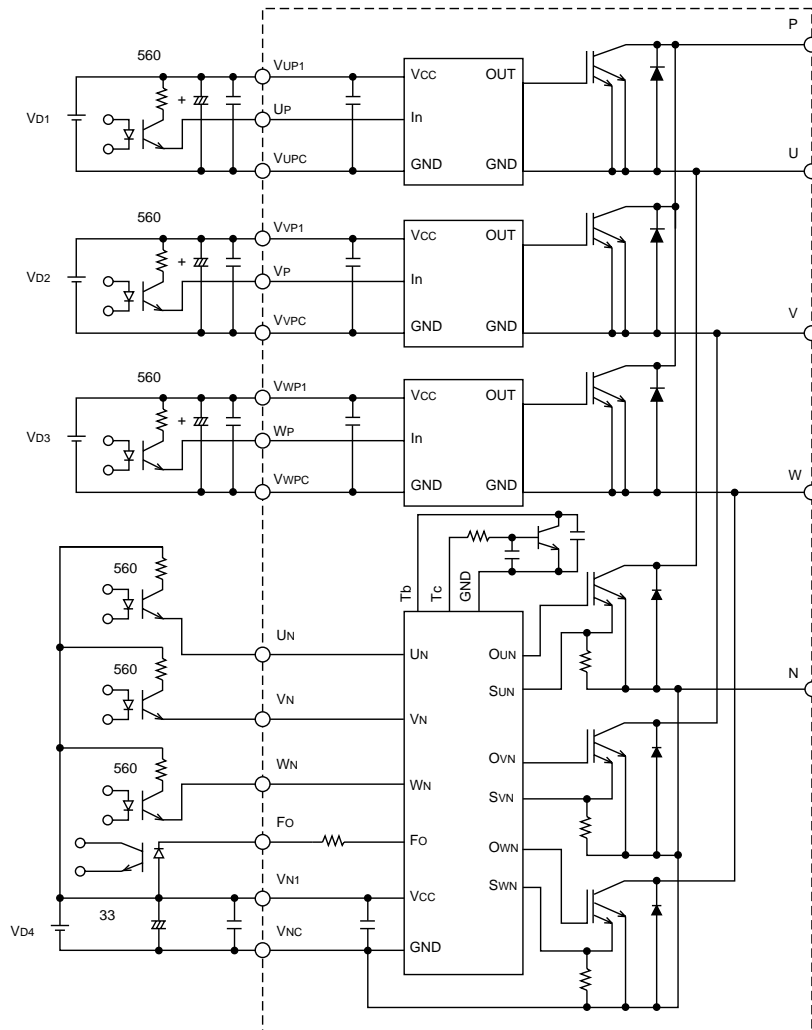 P
560
VUP1
VCC OUT
+
UP
VD1 In
U
VUPC
GND GND
560
VVP1
VCC OUT
+
VP
VD2 In
V
VVPC
GND GND
560
VWP1
VCC OUT
+
WP
VD3 In
W
VWPC
GND GND
Tb Tc GND
560
UN
UN OUN
560 N
SUN
VN
VN
WN OVN
560 WN
SVN
FO
FO OWN
VN1
SWN
33 VCC
VD4 VNC
GND